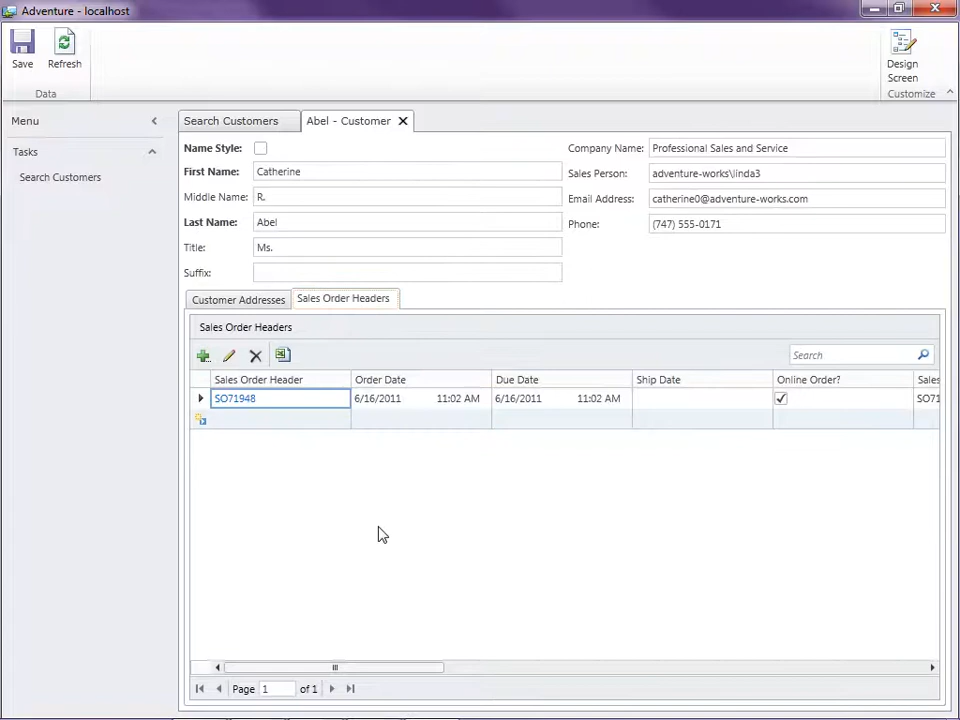 Adventure - localhost
Save
Refresh
Data
Design
Screen
Customize
Menu
Tasks
Search Customers
Search Customers
Abel - Customer
Name Style:
First Name: Catherine
Middle Name: R.
Last Name: Abel
Title: Ms.
Suffix:
Company Name: Professional Sales and Service
Sales Person: adventure-works\linda3
Email Address: catherine0@adventure-works.com
Phone: (747) 555-0171
Customer Addresses
Sales Order Headers
Sales Order Headers
Search
Sales Order Header Order Date Due Date Ship Date Online Order? Sales
SO71948 6/16/2011 11:02 AM 6/16/2011 11:02 AM SO71
Page 1 of 1